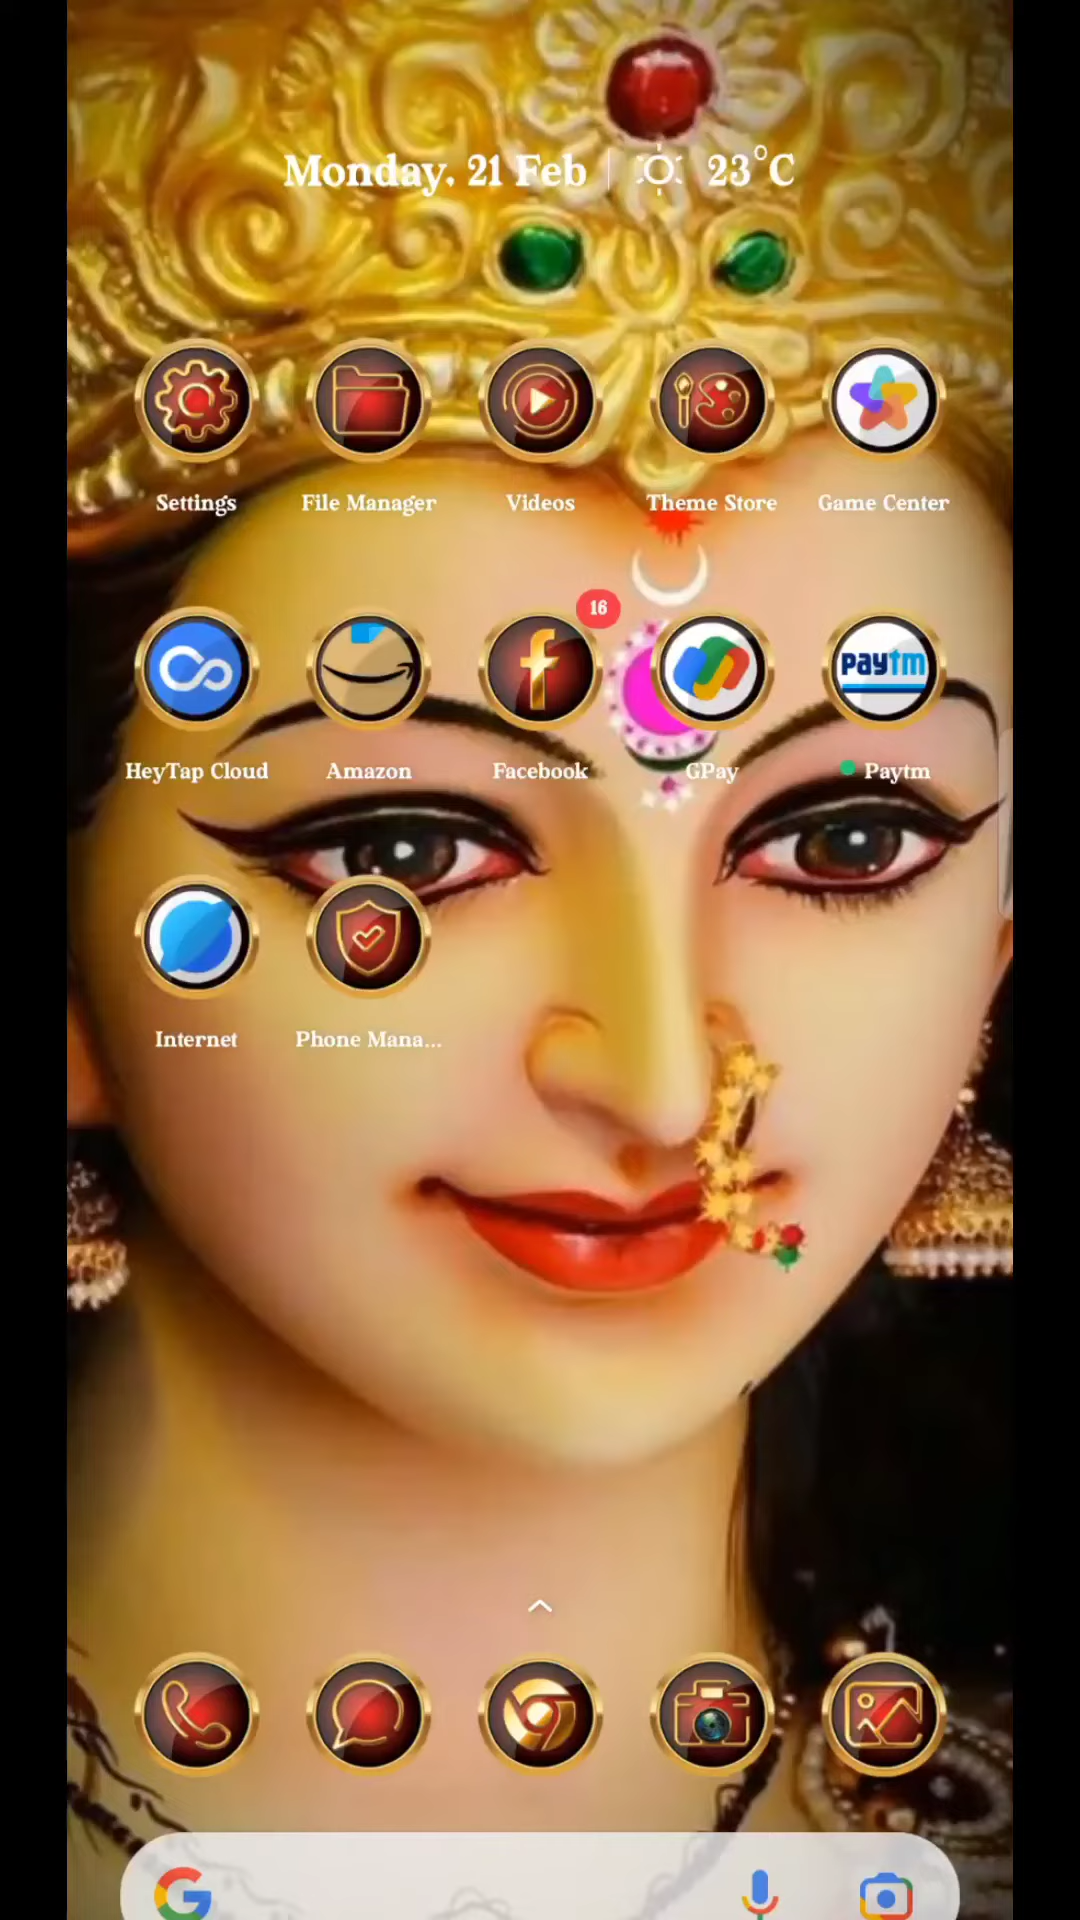 Monday, 21 Feb | 23°C
Settings File Manager Videos Theme Store Game Center
16
paytm
HeyTap Cloud Amazon Facebook GPay Paytm
Internet Phone Mana...